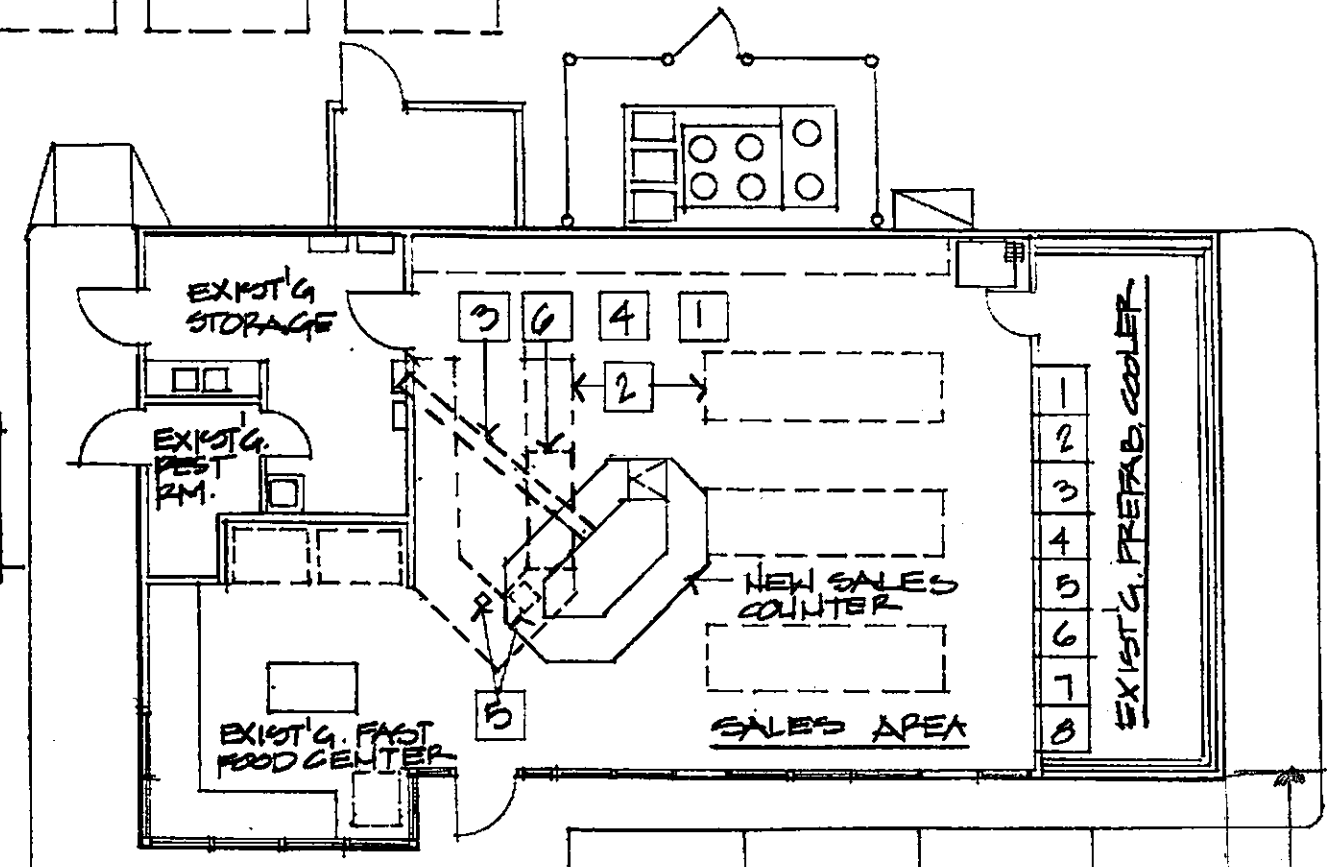 EXIST'G
STORAGE
3 6 4 1
2
EXIST'G.
REST
RM.
NEW SALES
COUNTER
5
EXIST'G. FAST
FOOD CENTER
SALES AREA
1
2
3
4
5
6
7
8
EXIST'G. PREFAB. COOLER